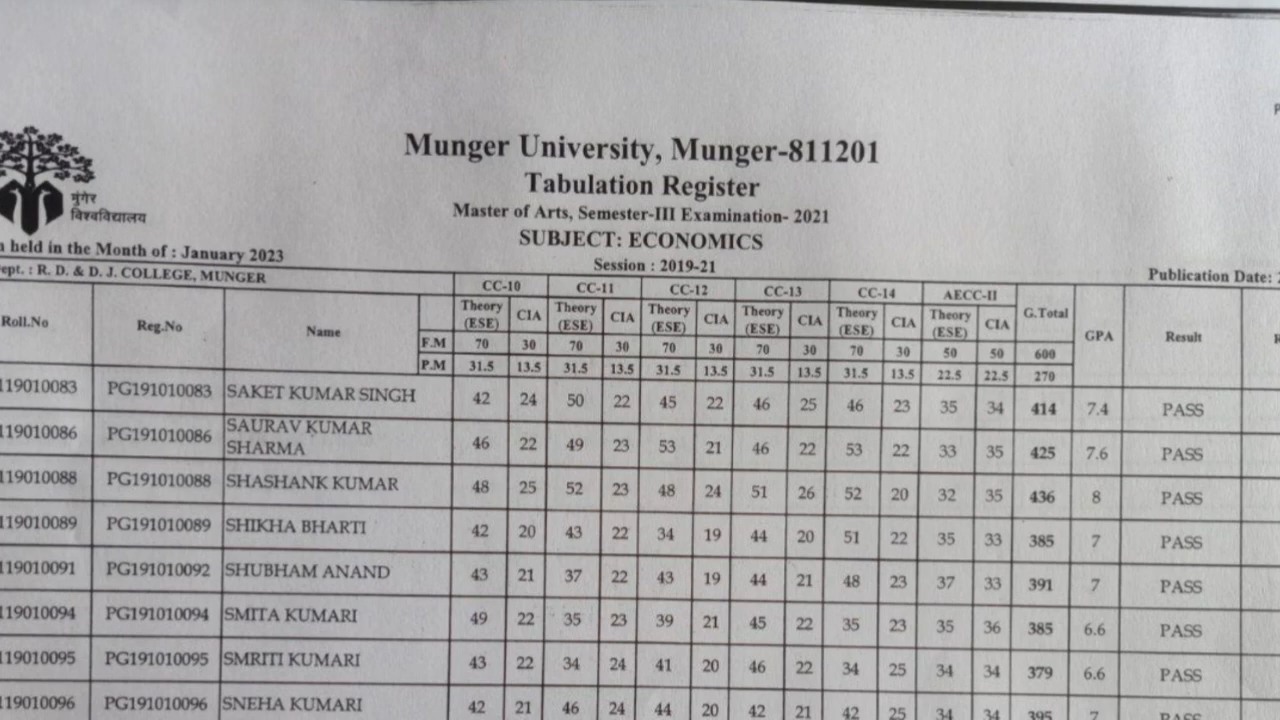 मुंगेर
विश्वविद्यालय
Munger University, Munger-811201
Tabulation Register
Master of Arts, Semester-III Examination- 2021
SUBJECT: ECONOMICS
Session : 2019-21
held in the Month of : January 2023
ept. : R. D. & D. J. COLLEGE, MUNGER
Publication Date:
CC-10 CC-11 CC-12 CC-13 CC-14 AECC-II
Roll.No Reg.No Name Theory (ESE) CIA Theory (ESE) CIA Theory (ESE) CIA Theory (ESE) CIA Theory (ESE) CIA Theory (ESE) CIA G.Total GPA Result
F.M 70 30 70 30 70 30 70 30 70 30 50 50 600
P.M 31.5 13.5 31.5 13.5 31.5 13.5 31.5 13.5 31.5 13.5 22.5 22.5 270
119010083 PG191010083 SAKET KUMAR SINGH 42 24 50 22 45 22 46 25 46 23 35 34 414 7.4 PASS
119010086 PG191010086 SAURAV KUMAR SHARMA 46 22 49 23 53 21 46 22 53 22 33 35 425 7.6 PASS
119010088 PG191010088 SHASHANK KUMAR 48 25 52 23 48 24 51 26 52 20 32 35 436 8 PASS
119010089 PG191010089 SHIKHA BHARTI 42 20 43 22 34 19 44 20 51 22 35 33 385 7 PASS
119010091 PG191010092 SHUBHAM ANAND 43 21 37 22 43 19 44 21 48 23 37 33 391 7 PASS
119010094 PG191010094 SMITA KUMARI 49 22 35 23 39 21 45 22 35 23 35 36 385 6.6 PASS
119010095 PG191010095 SMRITI KUMARI 43 22 34 24 41 20 46 22 34 25 34 34 379 6.6 PASS
119010096 PG191010096 SNEHA KUMARI 42 21 46 24 44 20 42 21 42 25 34 34 395 7 PASS